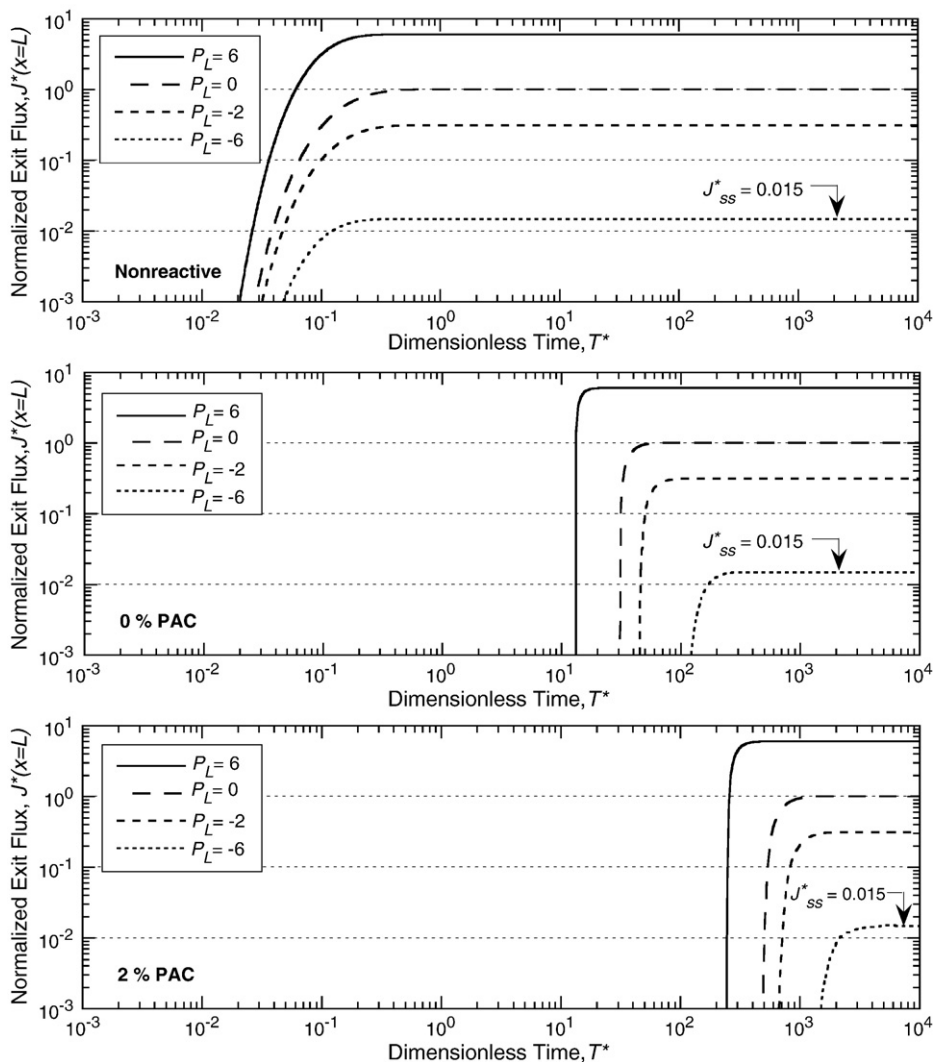 Normalized Exit Flux, J*(x=L)
10^1
10^0
10^-1
10^-2
10^-3
P_L = 6
P_L = 0
P_L = -2
P_L = -6
J*_ss = 0.015
Nonreactive
10^-3 10^-2 10^-1 10^0 10^1 10^2 10^3 10^4
Dimensionless Time, T*
Normalized Exit Flux, J*(x=L)
10^1
10^0
10^-1
10^-2
10^-3
P_L = 6
P_L = 0
P_L = -2
P_L = -6
J*_ss = 0.015
0 % PAC
10^-3 10^-2 10^-1 10^0 10^1 10^2 10^3 10^4
Dimensionless Time, T*
Normalized Exit Flux, J*(x=L)
10^1
10^0
10^-1
10^-2
10^-3
P_L = 6
P_L = 0
P_L = -2
P_L = -6
J*_ss = 0.015
2 % PAC
10^-3 10^-2 10^-1 10^0 10^1 10^2 10^3 10^4
Dimensionless Time, T*